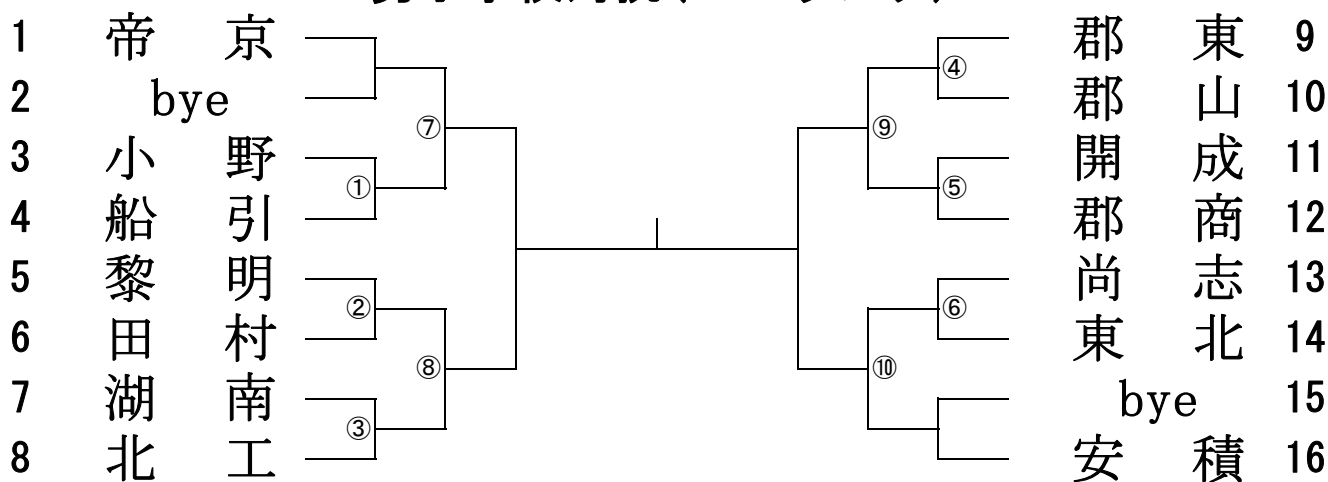 1 帝京
2 bye
3 小野
4 船引
5 黎明
6 田村
7 湖南
8 北工
⑦
①
②
⑧
③
④
⑨
⑤
⑥
⑩
郡東 9
郡山 10
開成 11
郡商 12
尚志 13
東北 14
bye 15
安積 16